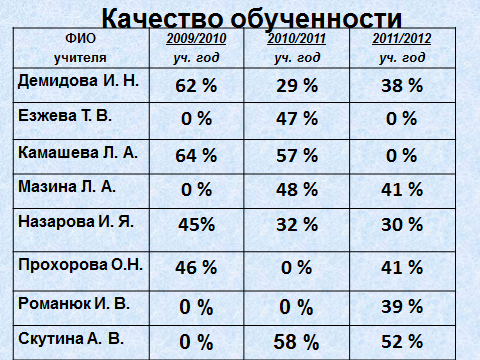 Качество обученности
ФИО учителя 2009/2010 уч. год 2010/2011 уч. год 2011/2012 уч. год
Демидова И. Н. 62 % 29 % 38 %
Езжева Т. В. 0 % 47 % 0 %
Камашева Л. А. 64 % 57 % 0 %
Мазина Л. А. 0 % 48 % 41 %
Назарова И. Я. 45% 32 % 30 %
Прохорова О.Н. 46 % 0 % 41 %
Романюк И. В. 0 % 0 % 39 %
Скутина А. В. 0 % 58 % 52 %